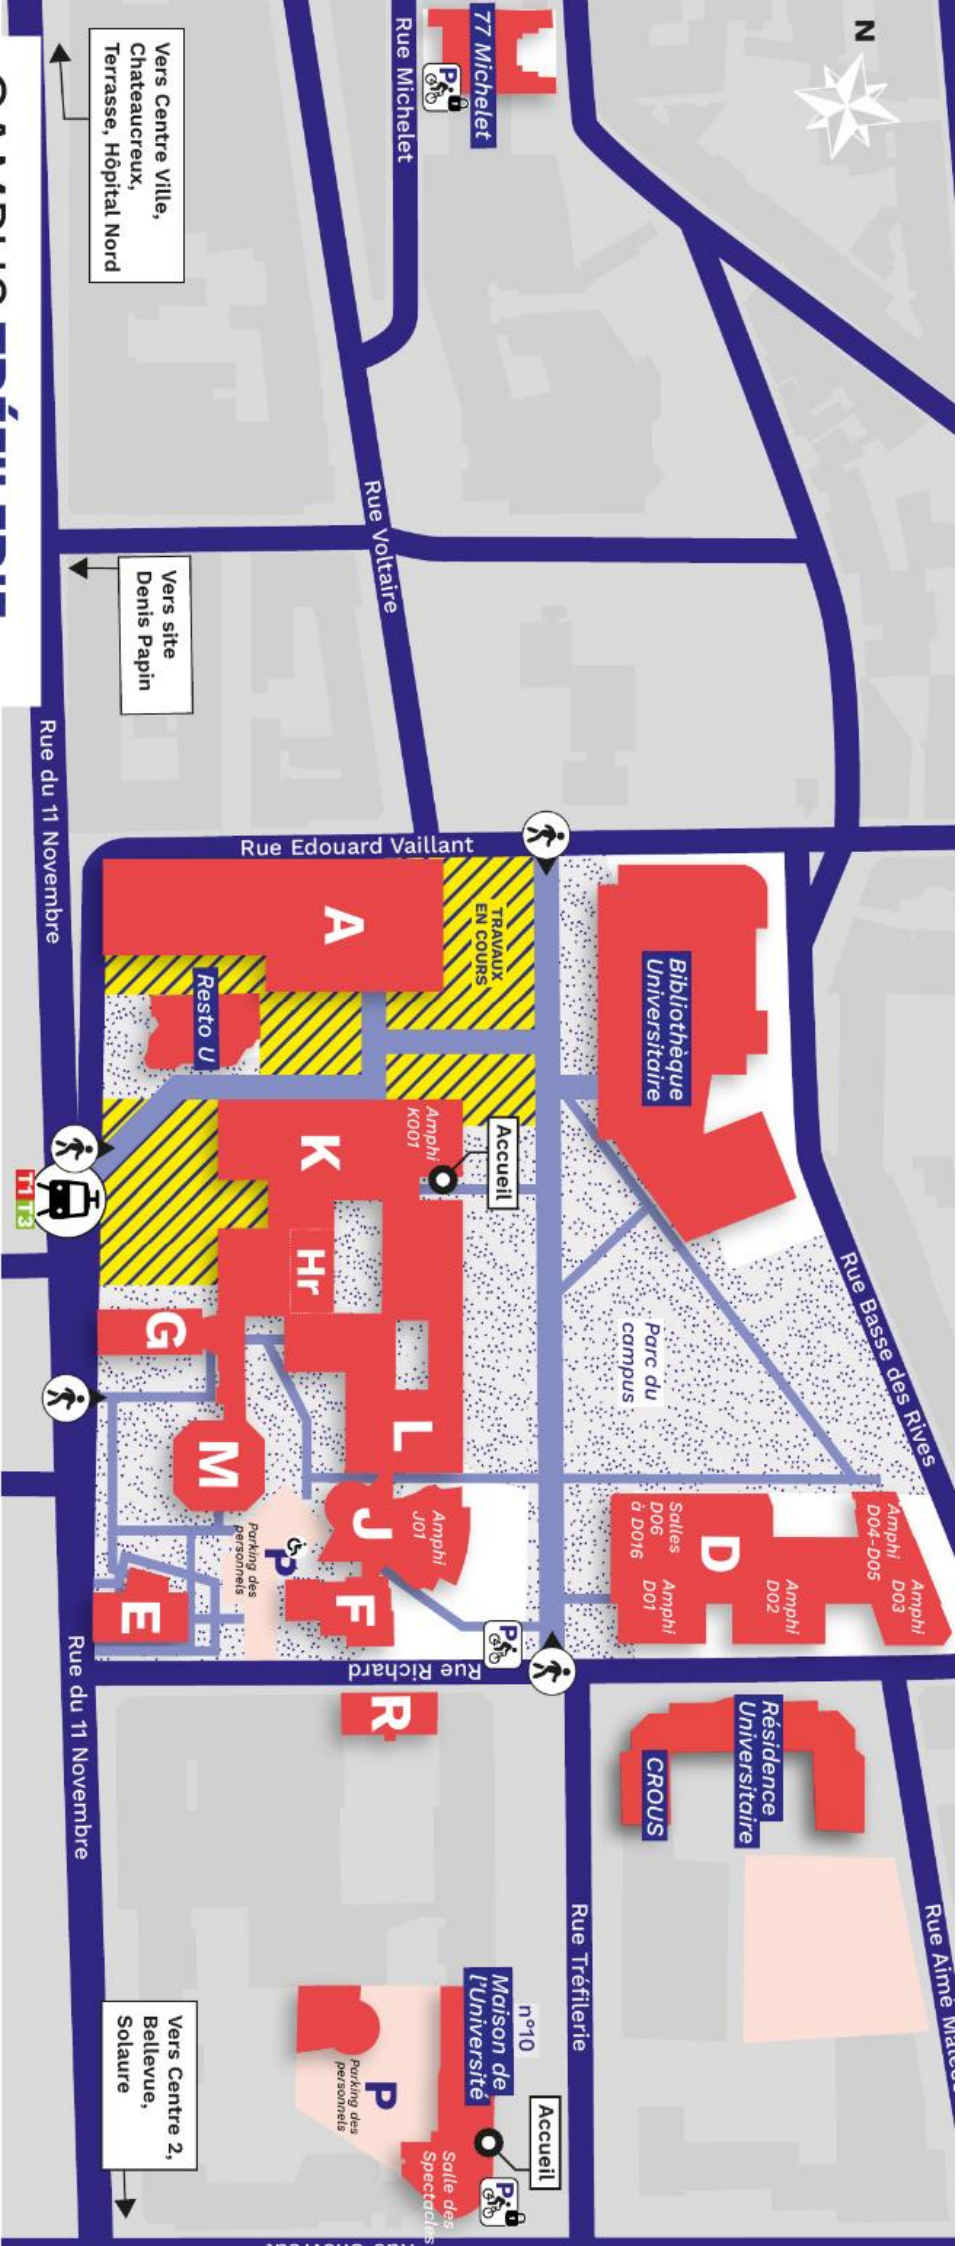 N
77 Michelet
P
Rue Michelet
Vers Centre Ville,
Chateaucreux,
Terrasse, Hôpital Nord
Rue Voltaire
Vers site
Denis Papin
Rue du 11 Novembre
Rue Edouard Vaillant
TRAVAUX
EN COURS
A
Resto U
Bibliothèque
Universitaire
Accueil
Amphi
K001
K
Hr
T1 T3
G
Parc du
campus
Rue Basse des Rives
L
M
J
Amphi
J01
P
Parking des
personnels
F
E
P
D
Salles
D06
à D016
Amphi
D01
Amphi
D02
Amphi
D04-D05
Amphi
D03
Rue Richard
R
Rue du 11 Novembre
Résidence
Universitaire
CROUS
Rue Tréfilerie
n°10
Maison de
l'Université
Accueil
P
Parking des
personnels
P
Salle des
Spectacles
Vers Centre 2,
Bellevue,
Solaure
Rue Aimé